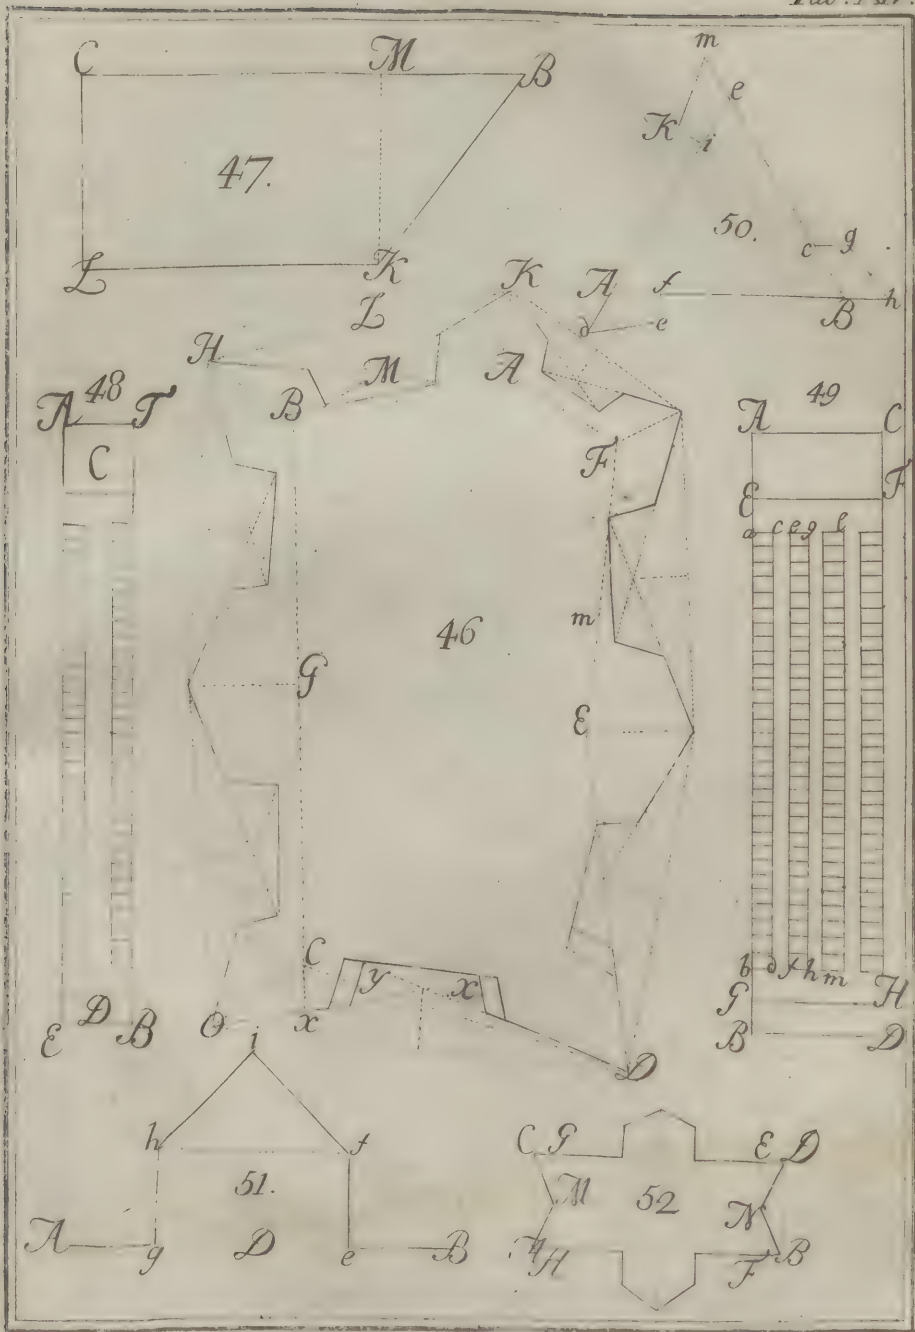 C M B
m
e
K
i
47.
50.
c g
L K
K A f
B h
L
d e
H
M A
B
48
49
A T
A C
C
F
E F
a c e g l
46
m
G
E
C
y x
b d f h m
G H
E D B O x
B D
D
i
h f
C G E D
51.
M 52 N
A g D e B
H F B